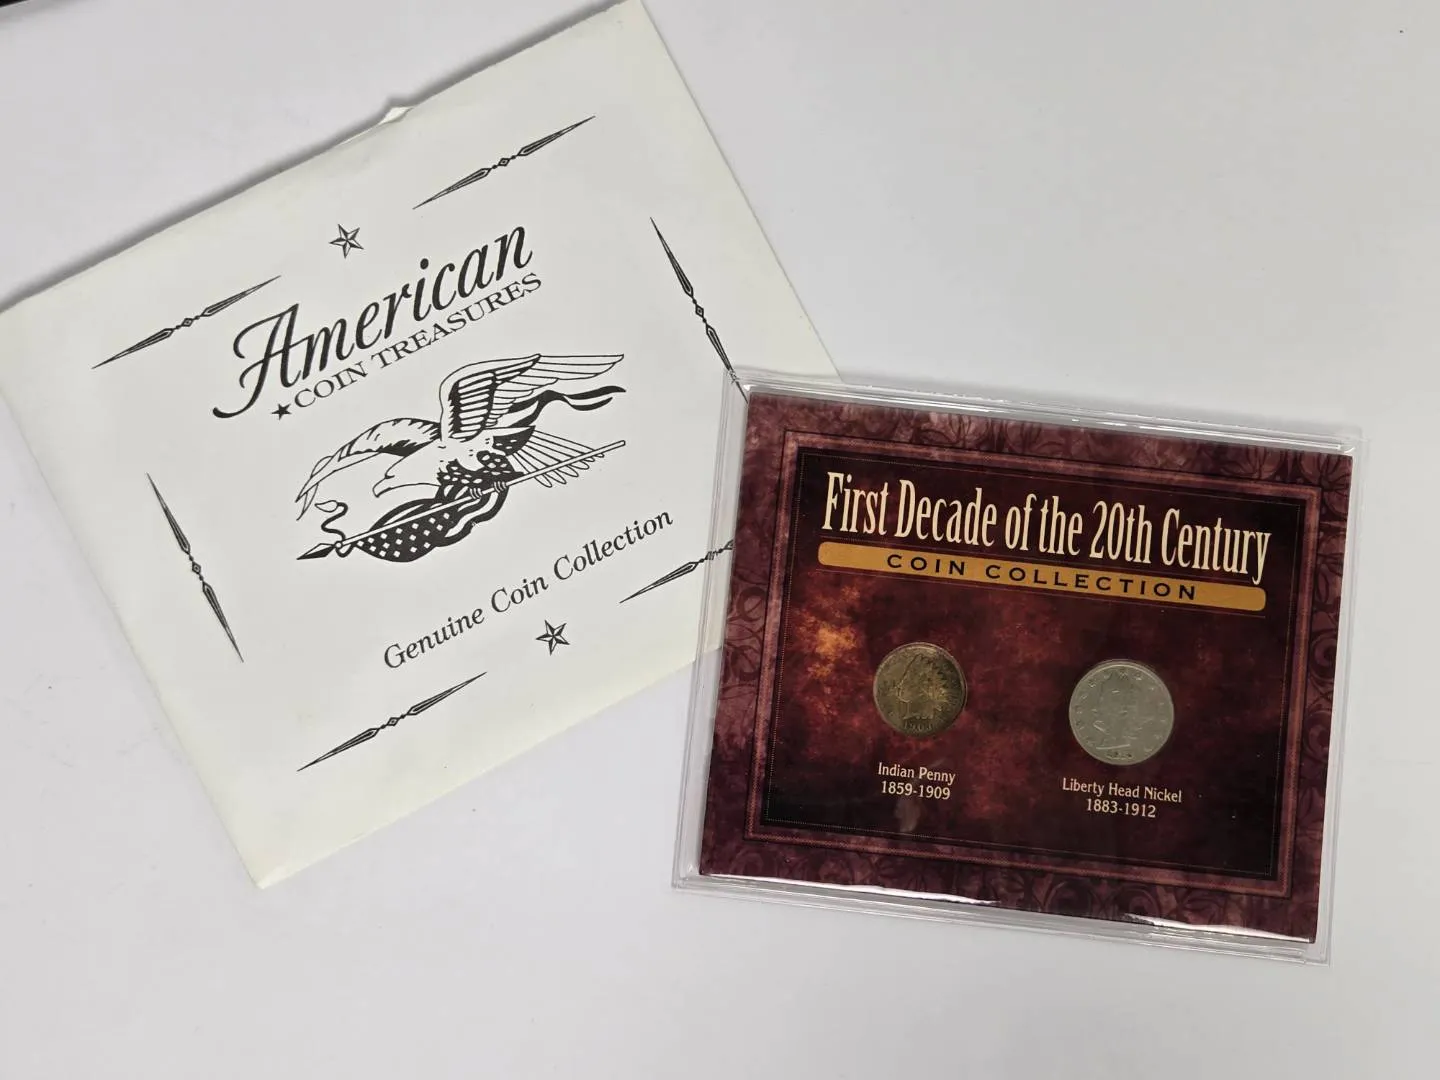 American
COIN TREASURES
Genuine Coin Collection
First Decade of the 20th Century
COIN COLLECTION
Indian Penny
1859-1909
Liberty Head Nickel
1883-1912